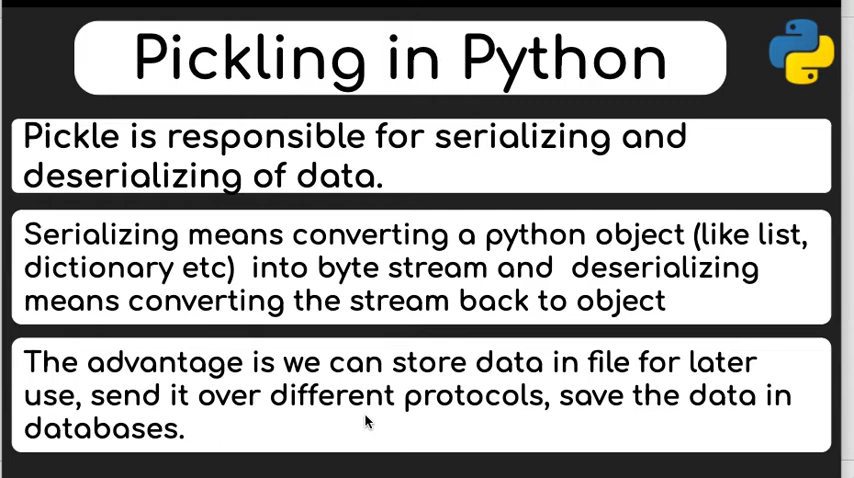 Pickling in Python
Pickle is responsible for serializing and
deserializing of data.
Serializing means converting a python object (like list,
dictionary etc)  into byte stream and  deserializing
means converting the stream back to object
The advantage is we can store data in file for later
use, send it over different protocols, save the data in
databases.